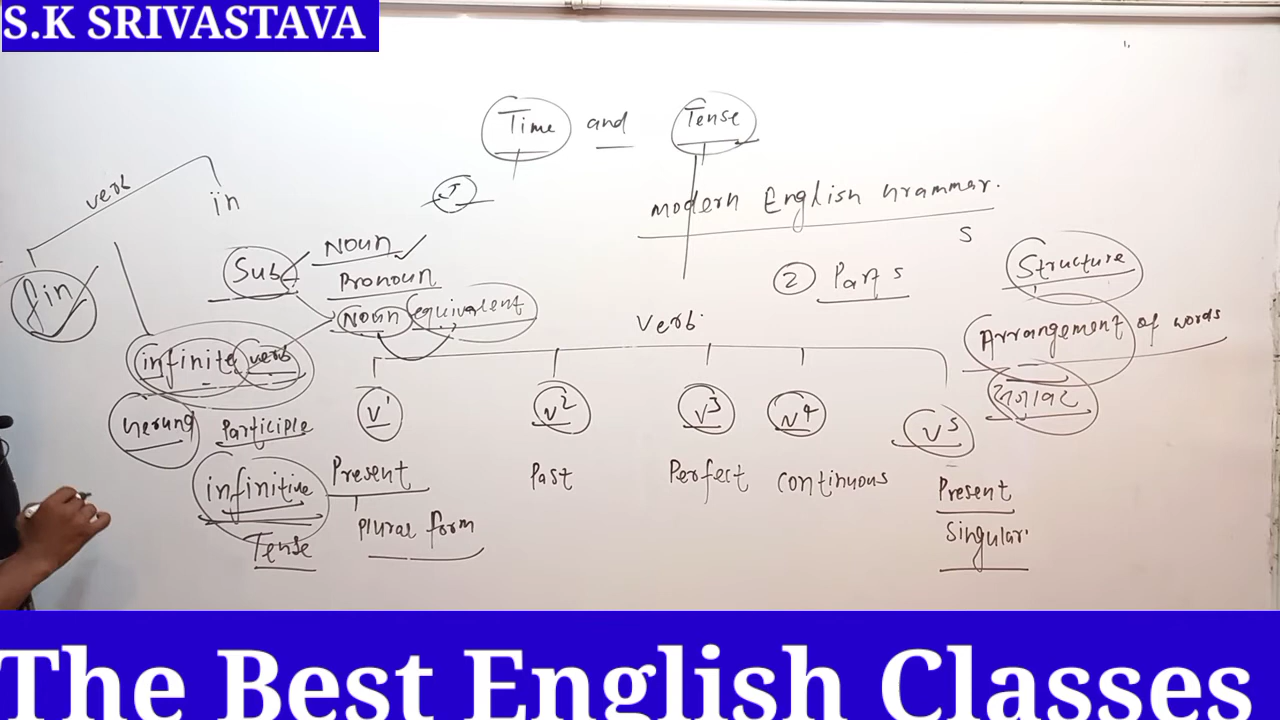 S.K SRIVASTAVA
Time and Tense
verb
in
fin
modern English Grammar.
S
Sub
Noun
Pronoun
Noun equivalent
2 Parts
Structure
Arrangement of words
Verb
infinite verb
Gerund Participle
infinitive
Tense
V1 V2 V3 V4 V5
Present Past Perfect continuous Present
Plural form
Singular
The Best English Classes